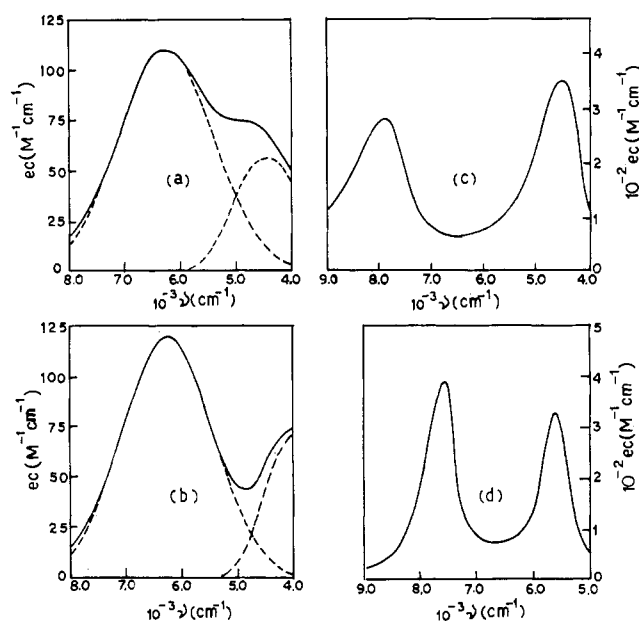 125
100
75
50
25
0
ec (M⁻¹cm⁻¹)
(a)
8.0 7.0 6.0 5.0 4.0
10⁻³ ν (cm⁻¹)
4
3
2
1
0
10⁻² ec (M⁻¹cm⁻¹)
(c)
9.0 8.0 7.0 6.0 5.0 4.0
10⁻³ ν (cm⁻¹)
125
100
75
50
25
0
ec (M⁻¹cm⁻¹)
(b)
8.0 7.0 6.0 5.0 4.0
10⁻³ ν (cm⁻¹)
5
4
3
2
1
0
10⁻² ec (M⁻¹cm⁻¹)
(d)
9.0 8.0 7.0 6.0 5.0
10⁻³ ν (cm⁻¹)